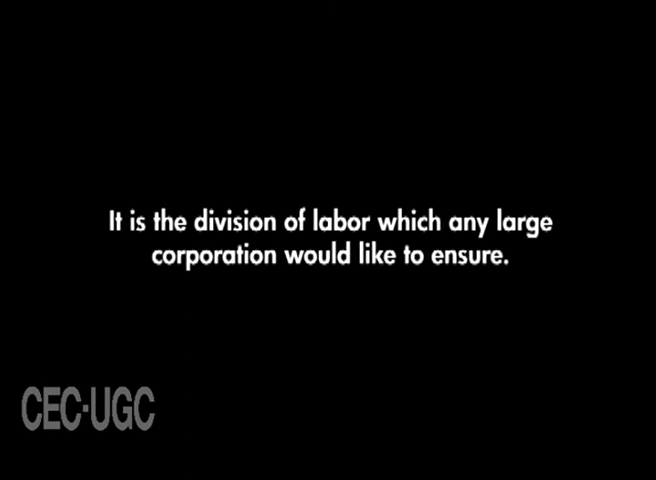 It is the division of labor which any large
corporation would like to ensure.
CEC-UGC